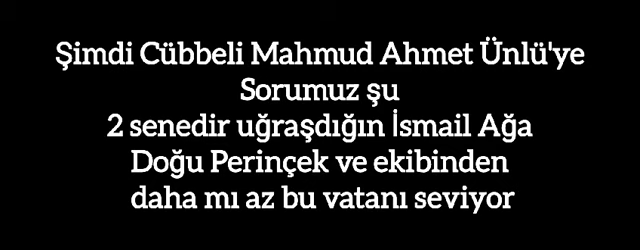 Şimdi Cübbeli Mahmud Ahmet Ünlü'ye
Sorumuz şu
2 senedir uğraşdığın İsmail Ağa
Doğu Perinçek ve ekibinden
daha mı az bu vatanı seviyor